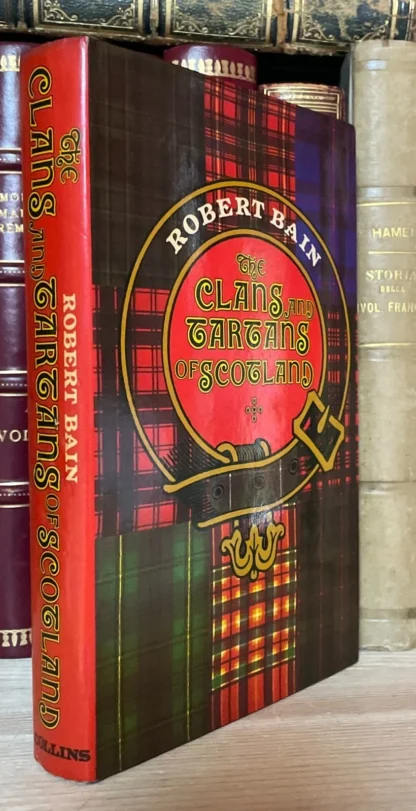 The
CLANS AND
TARTANS
OF SCOTLAND
ROBERT BAIN
COLLINS
ROBERT BAIN
The
CLANS AND
TARTANS
OF SCOTLAND
HAMEL
STORIA
DELLA
VOL FRANC
VOL